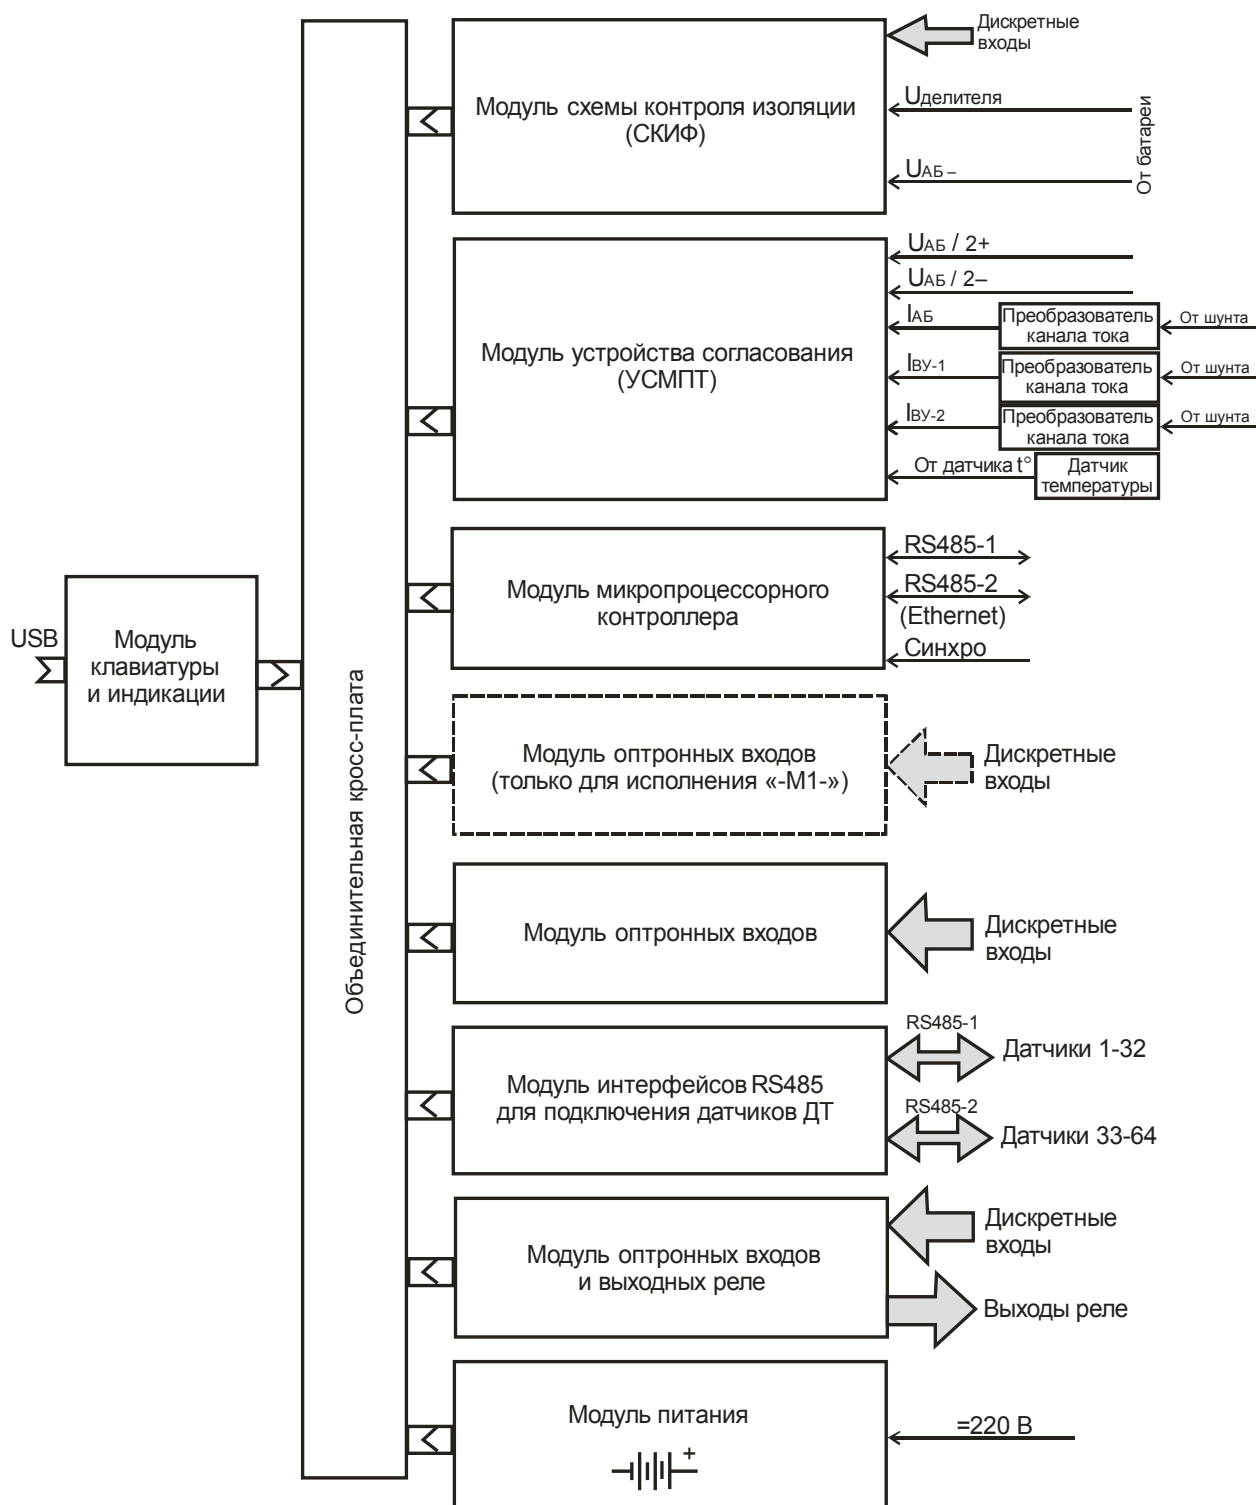 Дискретные
входы
Модуль схемы контроля изоляции
(СКИФ)
Uделителя
UАБ –
От батареи
UАБ / 2+
UАБ / 2–
Модуль устройства согласования
(УСМПТ)
IАБ
Преобразователь
канала тока
От шунта
IВУ-1
Преобразователь
канала тока
От шунта
IВУ-2
Преобразователь
канала тока
От шунта
От датчика t°
Датчик
температуры
Модуль микропроцессорного
контроллера
RS485-1
RS485-2
(Ethernet)
Синхро
USB
Модуль
клавиатуры
и индикации
Объединительная кросс-плата
Модуль оптронных входов
(только для исполнения «-М1-»)
Дискретные
входы
Модуль оптронных входов
Дискретные
входы
Модуль интерфейсов RS485
для подключения датчиков ДТ
RS485-1
Датчики 1-32
RS485-2
Датчики 33-64
Модуль оптронных входов
и выходных реле
Дискретные
входы
Выходы реле
Модуль питания
+
=220 В